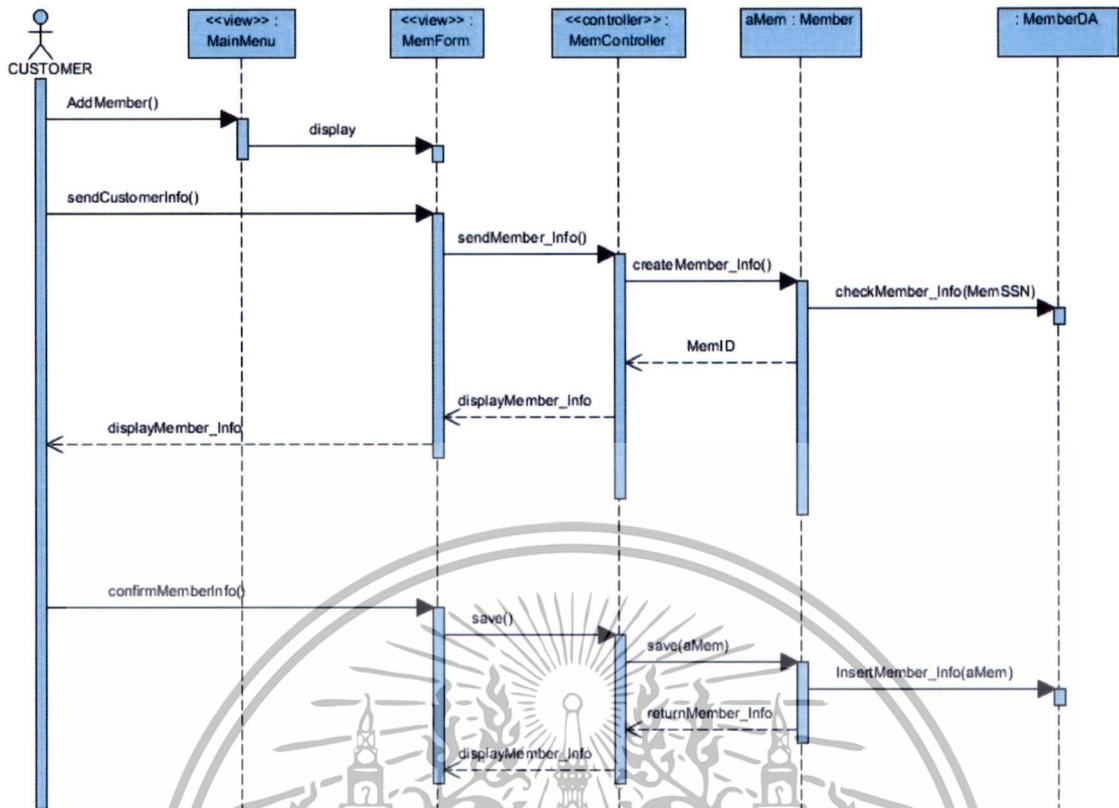 <<view>> :
MainMenu
<<view>> :
MemForm
<<controller>> :
MemController
aMem : Member
: MemberDA
CUSTOMER
AddMember()
display
sendCustomerInfo()
sendMember_Info()
createMember_Info()
checkMember_Info(MemSSN)
MemID
displayMember_Info
displayMember_Info
confirmMemberInfo()
save()
save(aMem)
InsertMember_Info(aMem)
returnMember_Info
displayMember_Info